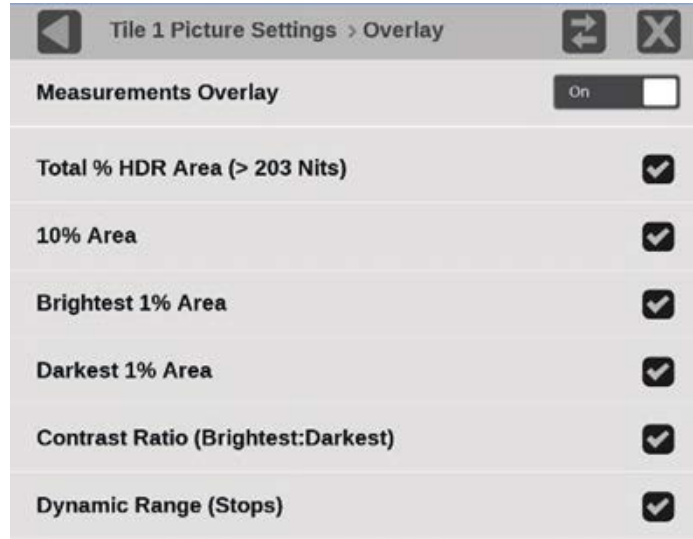 Tile 1 Picture Settings > Overlay
Measurements Overlay On
Total % HDR Area (> 203 Nits)
10% Area
Brightest 1% Area
Darkest 1% Area
Contrast Ratio (Brightest:Darkest)
Dynamic Range (Stops)